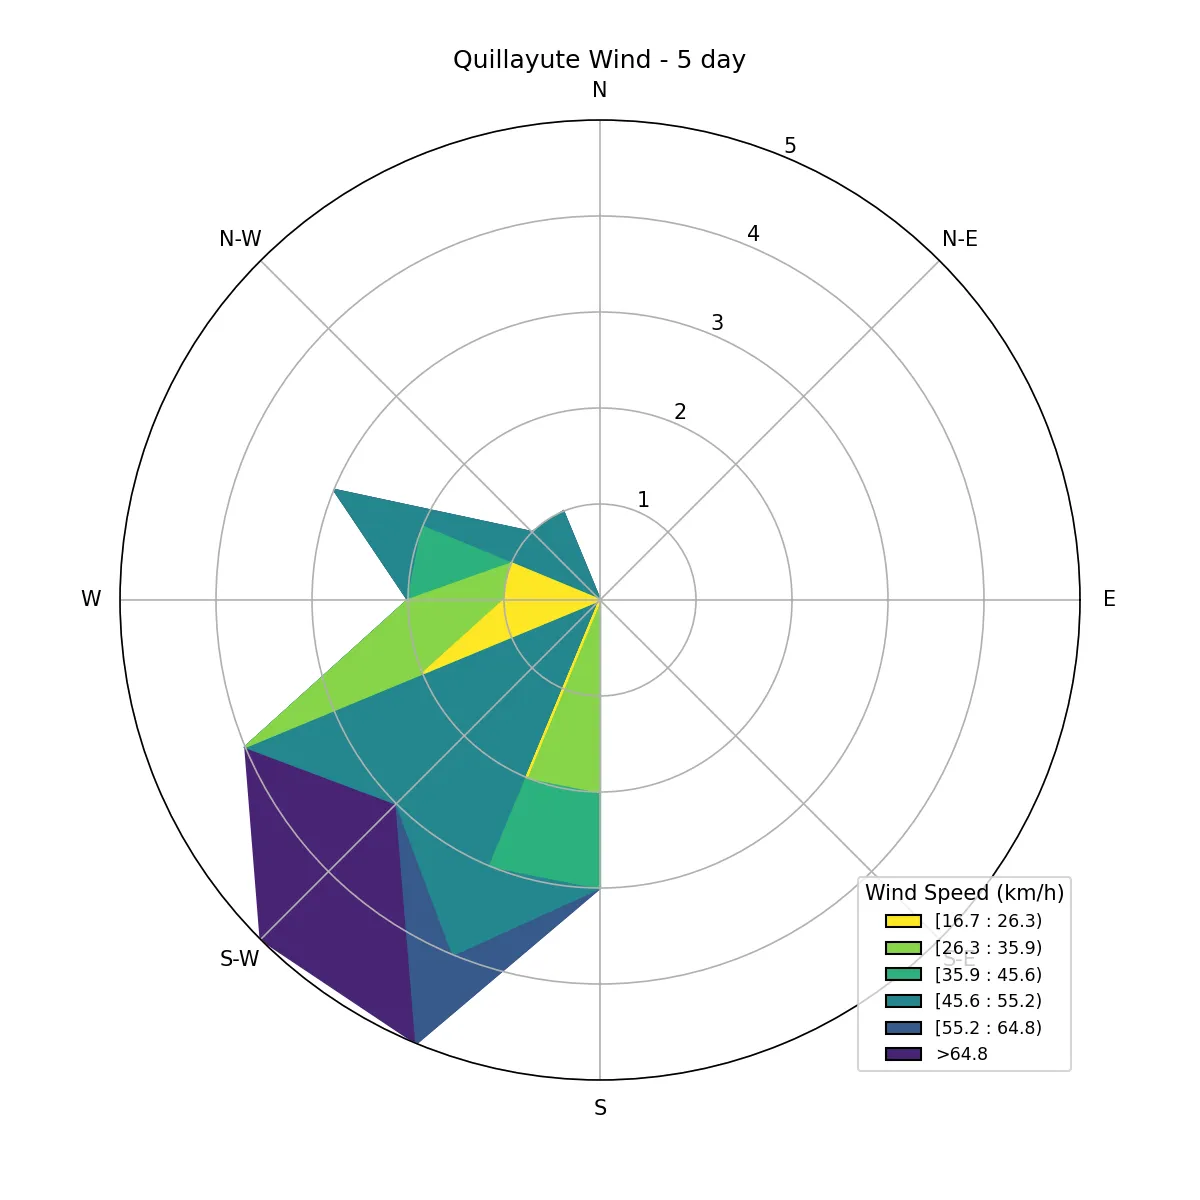 Quillayute Wind - 5 day
N
5
N-W
N-E
4
3
2
1
W
E
Wind Speed (km/h)
[16.7 : 26.3)
[26.3 : 35.9)
S-W
S-E
[35.9 : 45.6)
[45.6 : 55.2)
[55.2 : 64.8)
>64.8
S